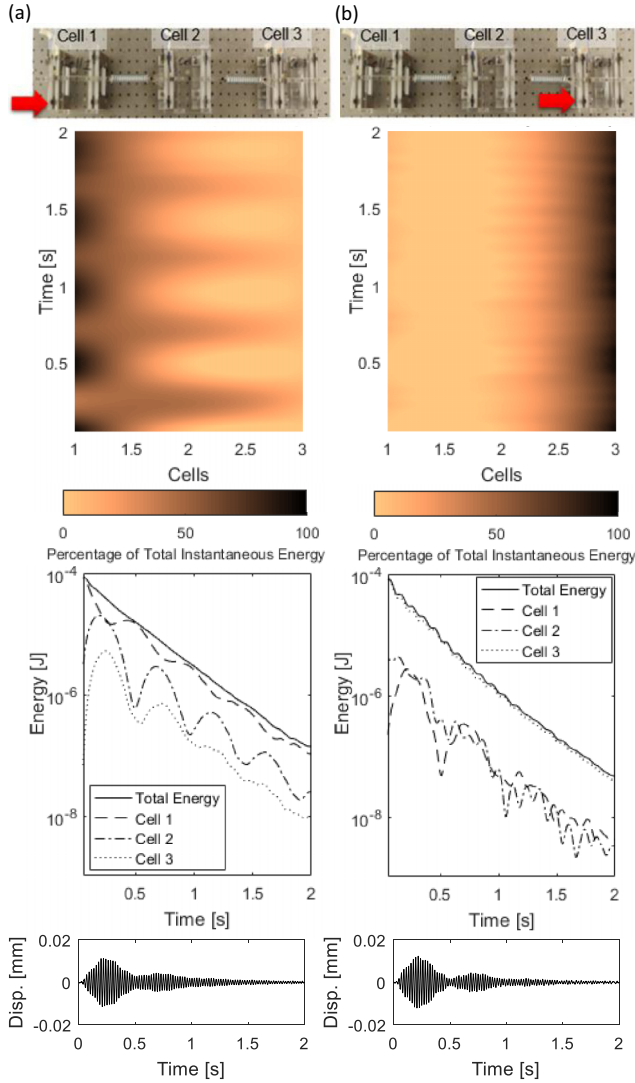 (a)
(b)
Cell 1
Cell 2
Cell 3
Cell 1
Cell 2
Cell 3
2
1.5
1
0.5
Time [s]
1
1.5
2
2.5
3
Cells
1
1.5
2
2.5
3
Cells
0
50
100
Percentage of Total Instantaneous Energy
0
50
100
Percentage of Total Instantaneous Energy
10-4
10-6
10-8
Energy [J]
Total Energy
Cell 1
Cell 2
Cell 3
0.5
1
1.5
2
Time [s]
10-4
10-6
10-8
Energy [J]
Total Energy
Cell 1
Cell 2
Cell 3
0.5
1
1.5
2
Time [s]
0.02
0
-0.02
Disp. [mm]
0
0.5
1
1.5
2
Time [s]
0.02
0
-0.02
Disp. [mm]
0
0.5
1
1.5
2
Time [s]